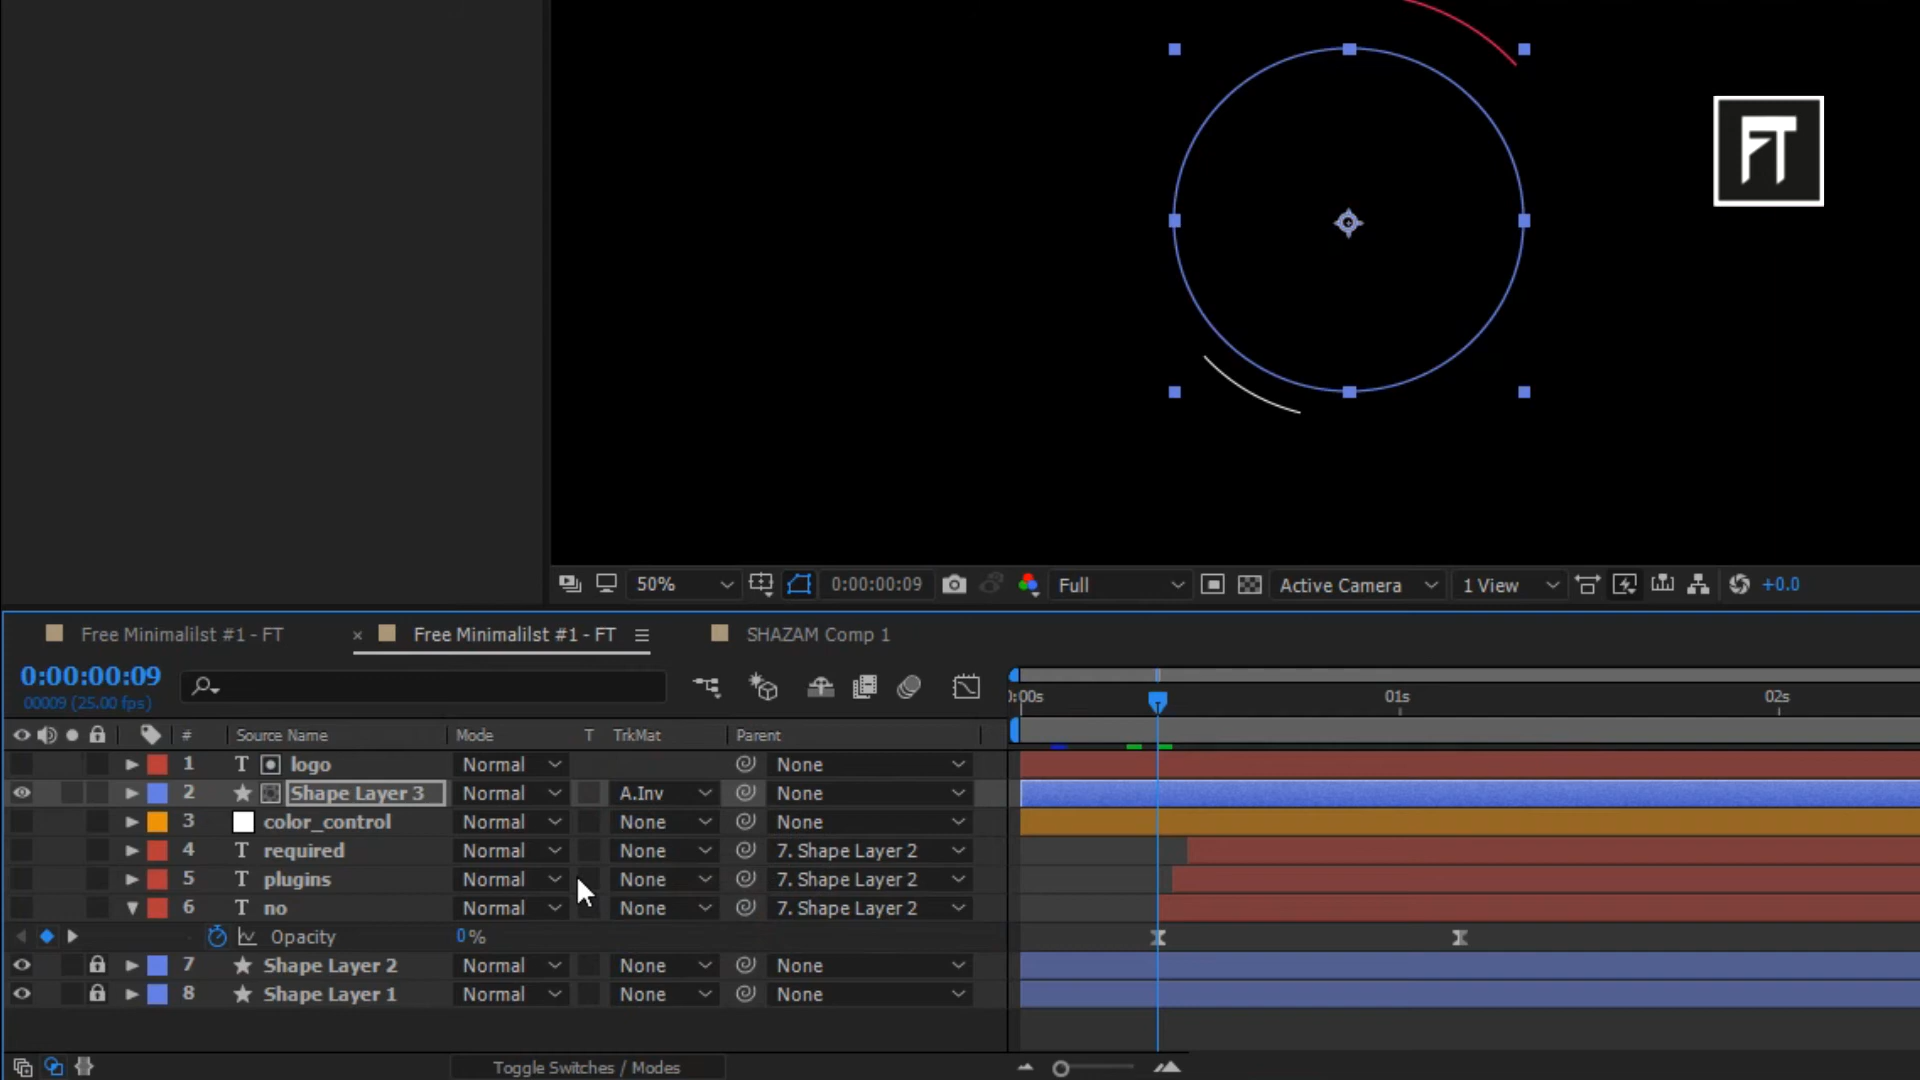 FT
50%
0:00:00:09
Full
Active Camera
1 View
+0.0
Free Minimalilst #1 - FT
× Free Minimalilst #1 - FT
SHAZAM Comp 1
0:00:00:09
00009 (25.00 fps)
):00s 01s 02s
# Source Name Mode T TrkMat Parent
1 T logo Normal None
2 Shape Layer 3 Normal A.Inv None
3 color_control Normal None None
4 T required Normal None 7. Shape Layer 2
5 T plugins Normal None 7. Shape Layer 2
6 T no Normal None 7. Shape Layer 2
Opacity 0%
7 Shape Layer 2 Normal None None
8 Shape Layer 1 Normal None None
Toggle Switches / Modes